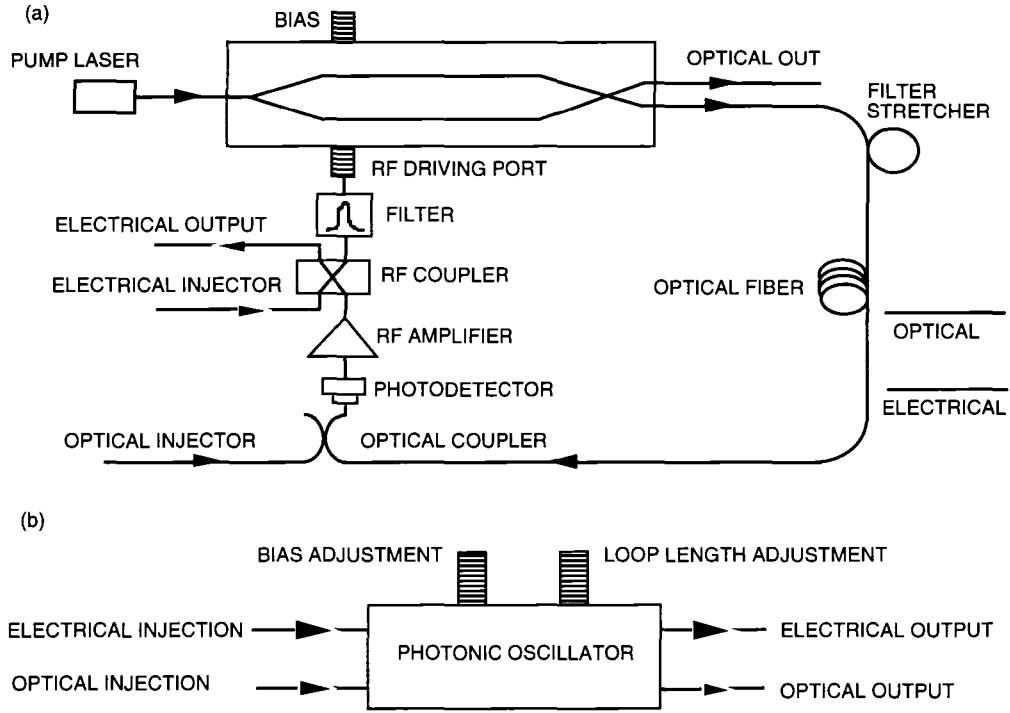 (a)
BIAS
PUMP LASER
OPTICAL OUT
FILTER
STRETCHER
RF DRIVING PORT
FILTER
ELECTRICAL OUTPUT
RF COUPLER
ELECTRICAL INJECTOR
OPTICAL FIBER
OPTICAL
RF AMPLIFIER
PHOTODETECTOR
ELECTRICAL
OPTICAL INJECTOR
OPTICAL COUPLER
(b)
BIAS ADJUSTMENT
LOOP LENGTH ADJUSTMENT
ELECTRICAL INJECTION
ELECTRICAL OUTPUT
PHOTONIC OSCILLATOR
OPTICAL INJECTION
OPTICAL OUTPUT